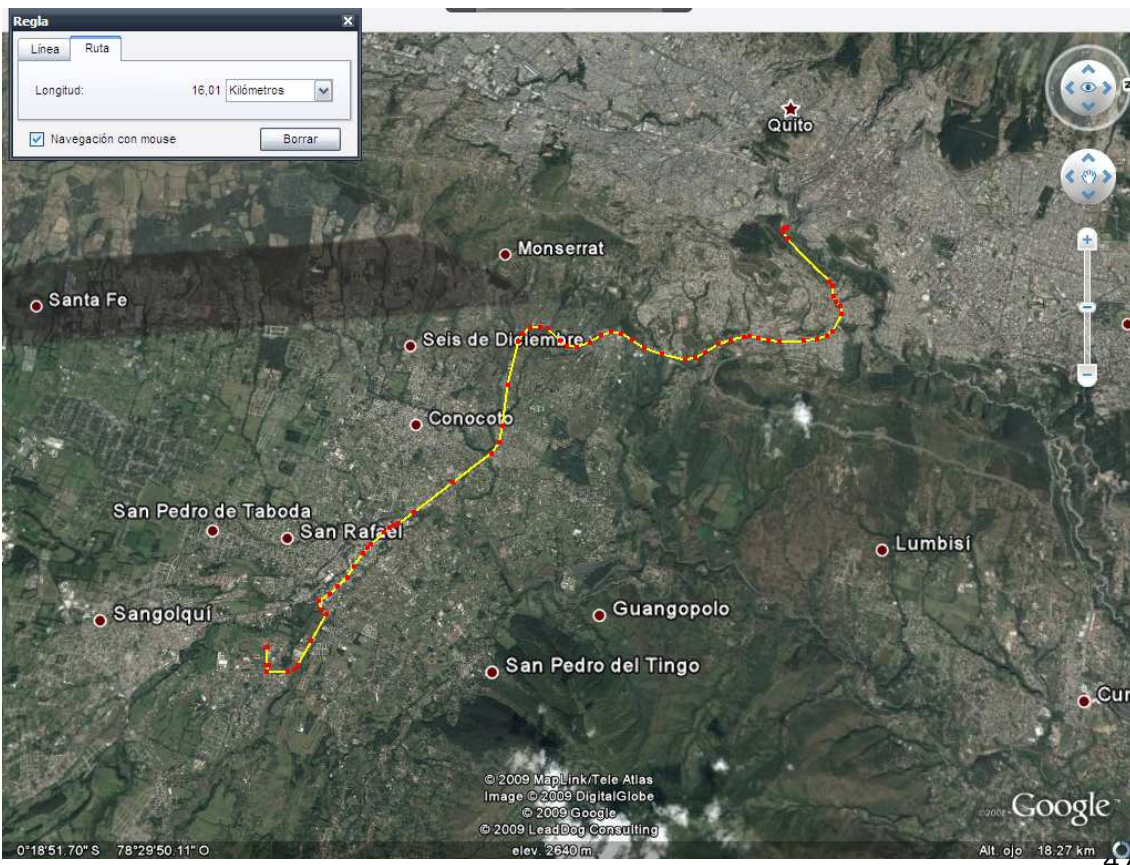 Regla
Línea Ruta
Longitud: 16,01 Kilómetros
Navegación con mouse Borrar
Quito
Monserrat
Santa Fe
Seis de Diciembre
Conocoto
San Pedro de Taboda
San Rafael
Lumbisí
Sangolquí
Guangopolo
San Pedro del Tingo
Cur
© 2009 MapLink/Tele Atlas
Image © 2009 DigitalGlobe
© 2009 Google
© 2009 LeadDog Consulting
©2009 Google
0°18'51.70" S 78°29'50.11" O elev. 2640 m Alt. ojo 18.27 km